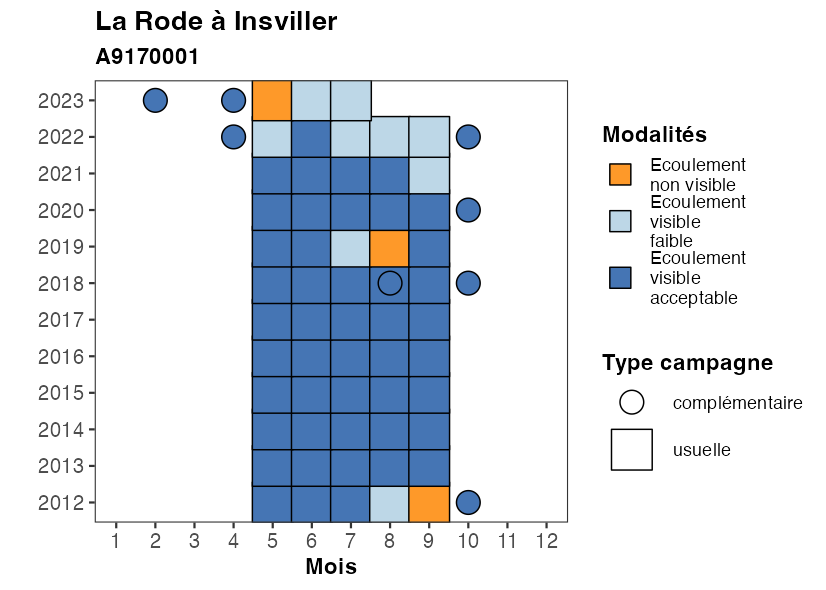 La Rode à Insviller
A9170001
2023
2022
2021
2020
2019
2018
2017
2016
2015
2014
2013
2012
1 2 3 4 5 6 7 8 9 10 11 12
Mois
Modalités
Ecoulement
non visible
Ecoulement
visible
faible
Ecoulement
visible
acceptable
Type campagne
complémentaire
usuelle